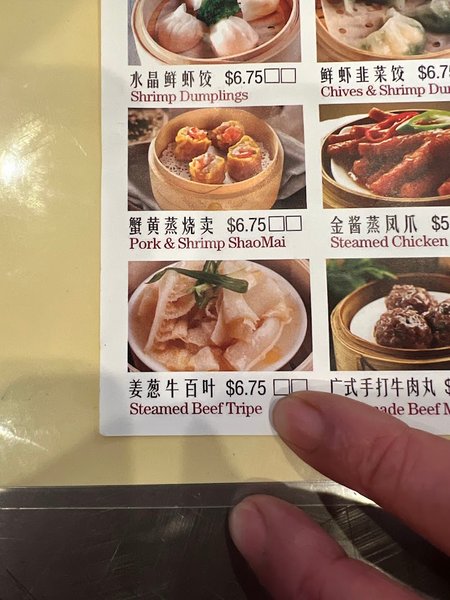 水晶鲜虾饺 $6.75
Shrimp Dumplings
鲜虾韭菜饺 $6.7
Chives & Shrimp Du
蟹黄蒸烧卖 $6.75
Pork & Shrimp ShaoMai
金酱蒸凤爪 $5
Steamed Chicken
姜葱牛百叶 $6.75
Steamed Beef Tripe
广式手打牛肉丸 $
made Beef M